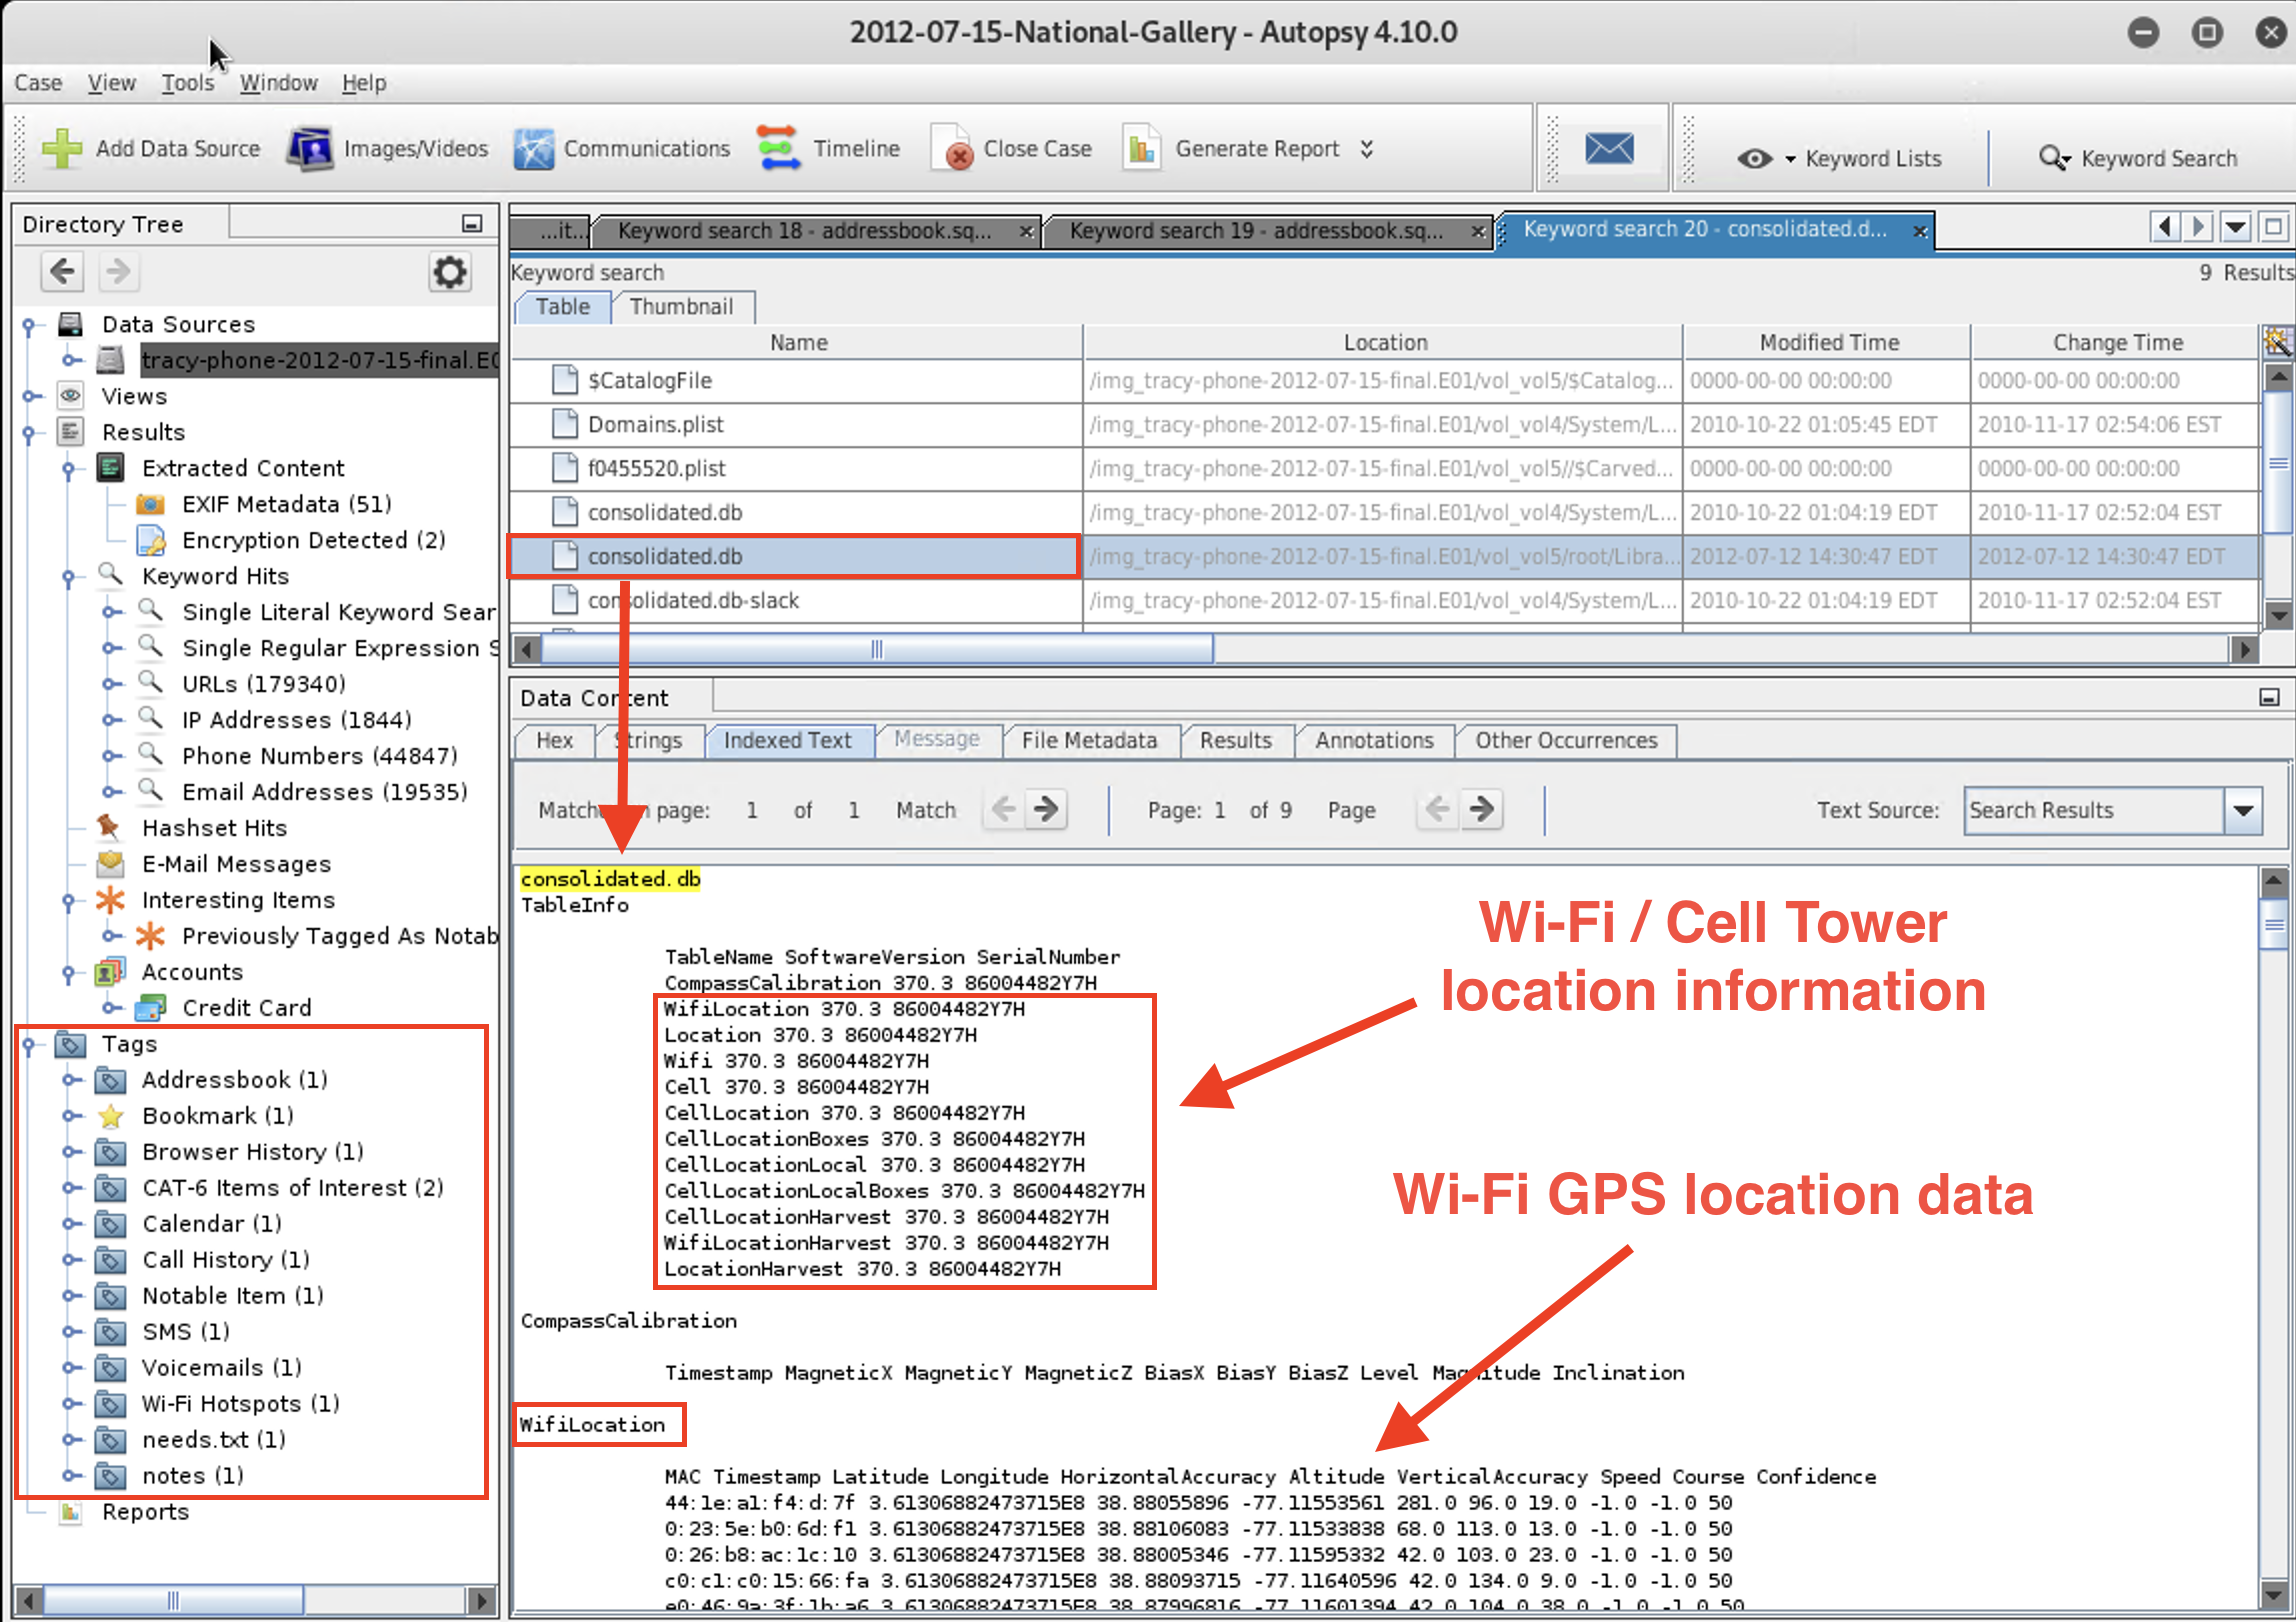 2012-07-15-National-Gallery - Autopsy 4.10.0
Case View Tools Window Help
Add Data Source Images/Videos Communications Timeline Close Case Generate Report Keyword Lists Keyword Search
Directory Tree
Data Sources
tracy-phone-2012-07-15-final.E0
Views
Results
Extracted Content
EXIF Metadata (51)
Encryption Detected (2)
Keyword Hits
Single Literal Keyword Sear
Single Regular Expression S
URLs (179340)
IP Addresses (1844)
Phone Numbers (44847)
Email Addresses (19535)
Hashset Hits
E-Mail Messages
Interesting Items
Previously Tagged As Notab
Accounts
Credit Card
Tags
Addressbook (1)
Bookmark (1)
Browser History (1)
CAT-6 Items of Interest (2)
Calendar (1)
Call History (1)
Notable Item (1)
SMS (1)
Voicemails (1)
Wi-Fi Hotspots (1)
needs.txt (1)
notes (1)
Reports
...it... Keyword search 18 - addressbook.sq... Keyword search 19 - addressbook.sq... Keyword search 20 - consolidated.d...
Keyword search 9 Results
Table Thumbnail
Name Location Modified Time Change Time
$CatalogFile /img_tracy-phone-2012-07-15-final.E01/vol_vol5/$Catalog... 0000-00-00 00:00:00 0000-00-00 00:00:00
Domains.plist /img_tracy-phone-2012-07-15-final.E01/vol_vol4/System/L... 2010-10-22 01:05:45 EDT 2010-11-17 02:54:06 EST
f0455520.plist /img_tracy-phone-2012-07-15-final.E01/vol_vol5//$Carved... 0000-00-00 00:00:00 0000-00-00 00:00:00
consolidated.db /img_tracy-phone-2012-07-15-final.E01/vol_vol4/System/L... 2010-10-22 01:04:19 EDT 2010-11-17 02:52:04 EST
consolidated.db /img_tracy-phone-2012-07-15-final.E01/vol_vol5/root/Libra... 2012-07-12 14:30:47 EDT 2012-07-12 14:30:47 EDT
consolidated.db-slack /img_tracy-phone-2012-07-15-final.E01/vol_vol4/System/L... 2010-10-22 01:04:19 EDT 2010-11-17 02:52:04 EST
Data Content
Hex Strings Indexed Text Message File Metadata Results Annotations Other Occurrences
page: 1 of 1 Match Page: 1 of 9 Page Text Source: Search Results
consolidated.db
TableInfo
TableName SoftwareVersion SerialNumber
CompassCalibration 370.3 86004482Y7H
WifiLocation 370.3 86004482Y7H
Location 370.3 86004482Y7H
Wifi 370.3 86004482Y7H
Cell 370.3 86004482Y7H
CellLocation 370.3 86004482Y7H
CellLocationBoxes 370.3 86004482Y7H
CellLocationLocal 370.3 86004482Y7H
CellLocationLocalBoxes 370.3 86004482Y7H
CellLocationHarvest 370.3 86004482Y7H
WifiLocationHarvest 370.3 86004482Y7H
LocationHarvest 370.3 86004482Y7H
Wi-Fi / Cell Tower
location information
Wi-Fi GPS location data
CompassCalibration
Timestamp MagneticX MagneticY MagneticZ BiasX BiasY BiasZ Level Magnitude Inclination
WifiLocation
MAC Timestamp Latitude Longitude HorizontalAccuracy Altitude VerticalAccuracy Speed Course Confidence
44:1e:a1:f4:d:7f 3.61306882473715E8 38.88055896 -77.11553561 281.0 96.0 19.0 -1.0 -1.0 50
0:23:5e:b0:6d:f1 3.61306882473715E8 38.88106083 -77.11533838 68.0 113.0 13.0 -1.0 -1.0 50
0:26:b8:ac:1c:10 3.61306882473715E8 38.88005346 -77.11595332 42.0 103.0 23.0 -1.0 -1.0 50
c0:c1:c0:15:66:fa 3.61306882473715E8 38.88093715 -77.11640596 42.0 134.0 9.0 -1.0 -1.0 50
e0:46:9a:3f:1b:a6 3.61306882473715E8 38.87996816 -77.11601394 42.0 104.0 38.0 -1.0 -1.0 50